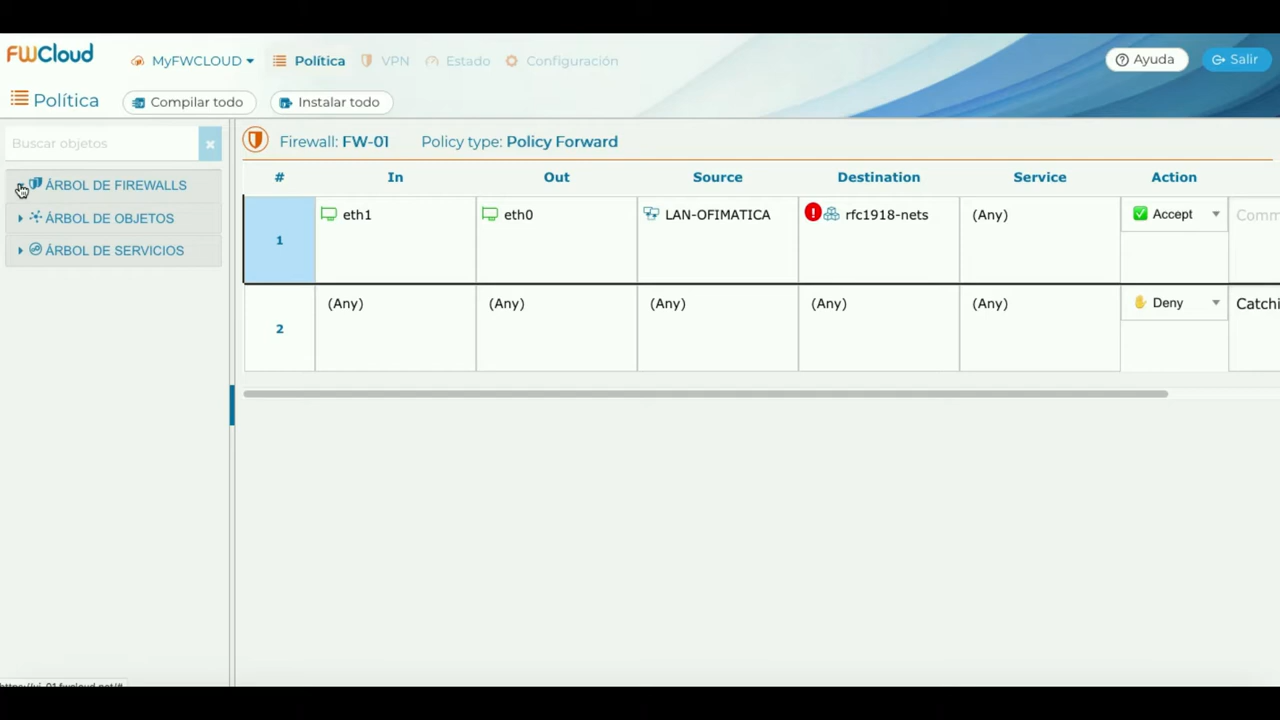 FWCloud
MyFWCLOUD
Política
VPN
Estado
Configuración
Ayuda
Salir
Política
Compilar todo
Instalar todo
Buscar objetos
ÁRBOL DE FIREWALLS
ÁRBOL DE OBJETOS
ÁRBOL DE SERVICIOS
Firewall: FW-01 Policy type: Policy Forward
# In Out Source Destination Service Action
1 eth1 eth0 LAN-OFIMATICA rfc1918-nets (Any) Accept Comm
2 (Any) (Any) (Any) (Any) (Any) Deny Catchi